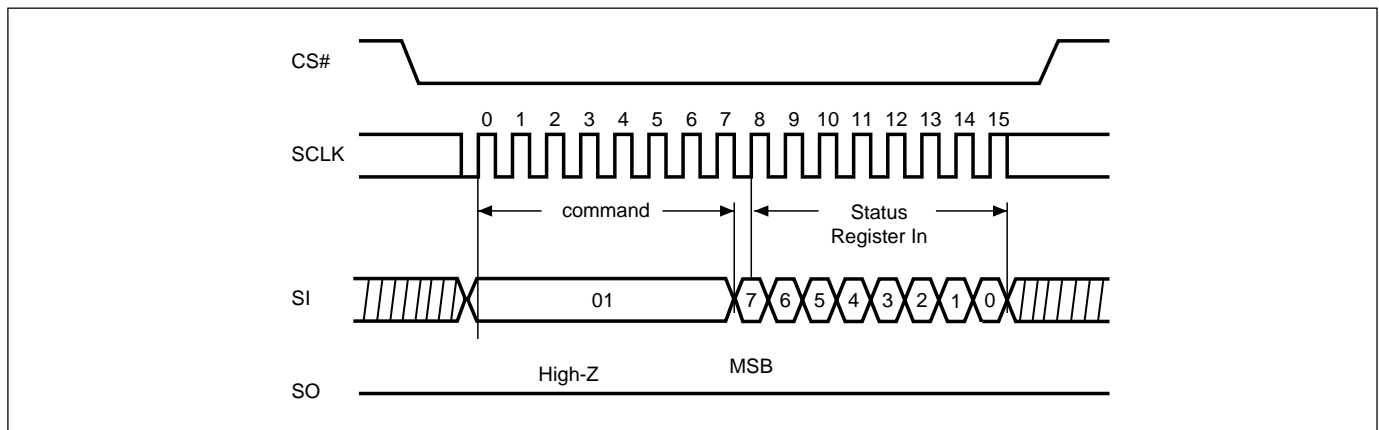 CS#
0 1 2 3 4 5 6 7 8 9 10 11 12 13 14 15
SCLK
command
Status
Register In
SI
01
7 6 5 4 3 2 1 0
MSB
High-Z
SO